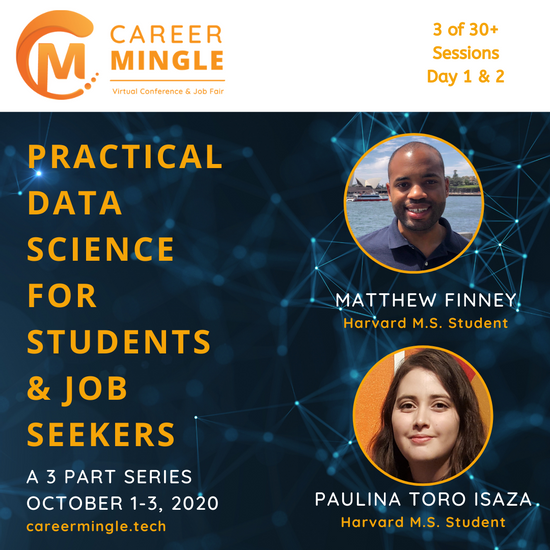 CAREER
MINGLE
Virtual Conference & Job Fair
3 of 30+
Sessions
Day 1 & 2
PRACTICAL
DATA
SCIENCE
FOR
STUDENTS
& JOB
SEEKERS
A 3 PART SERIES
OCTOBER 1-3, 2020
careermingle.tech
MATTHEW FINNEY
Harvard M.S. Student
PAULINA TORO ISAZA
Harvard M.S. Student